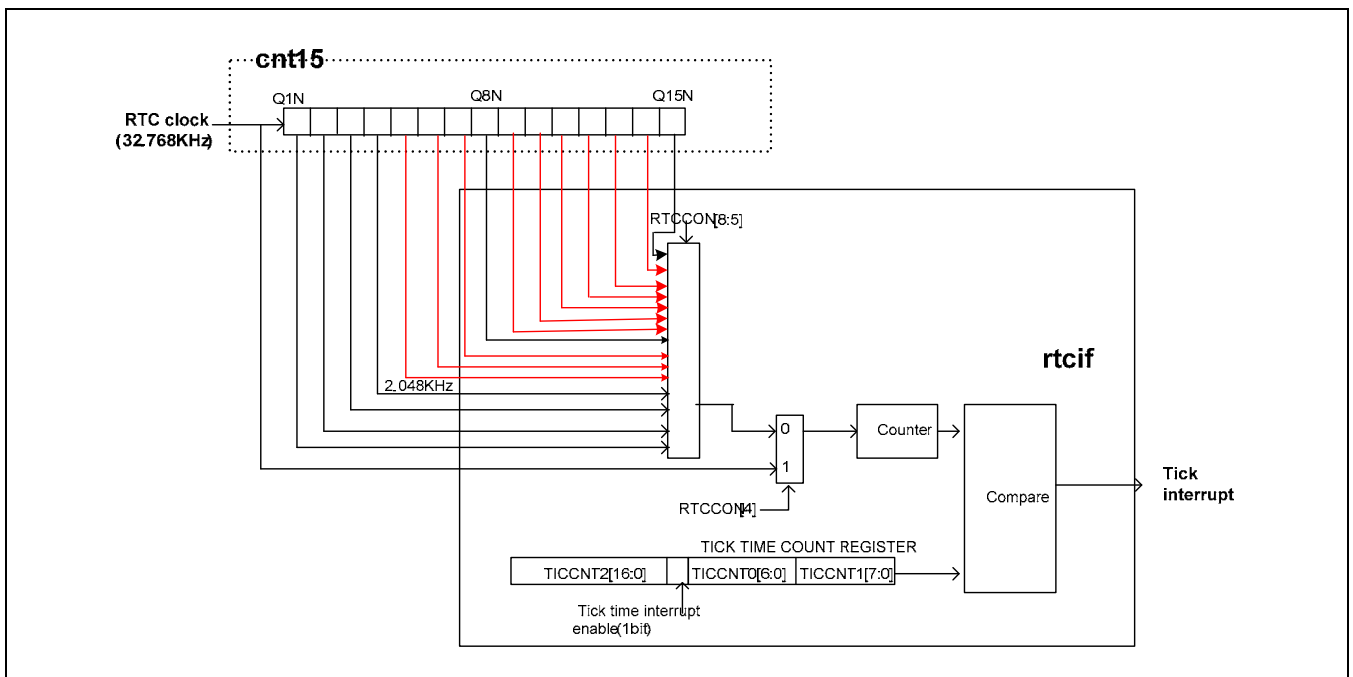 cnt15
Q1N
Q8N
Q15N
RTC clock
(32.768KHz)
RTCCON[8:5]
2.048KHz
rtcif
0
1
Counter
Compare
Tick
interrupt
RTCCON[4]
TICK TIME COUNT REGISTER
TICCNT2[16:0]
TICCNT0[6:0]
TICCNT1[7:0]
Tick time interrupt
enable(1bit)